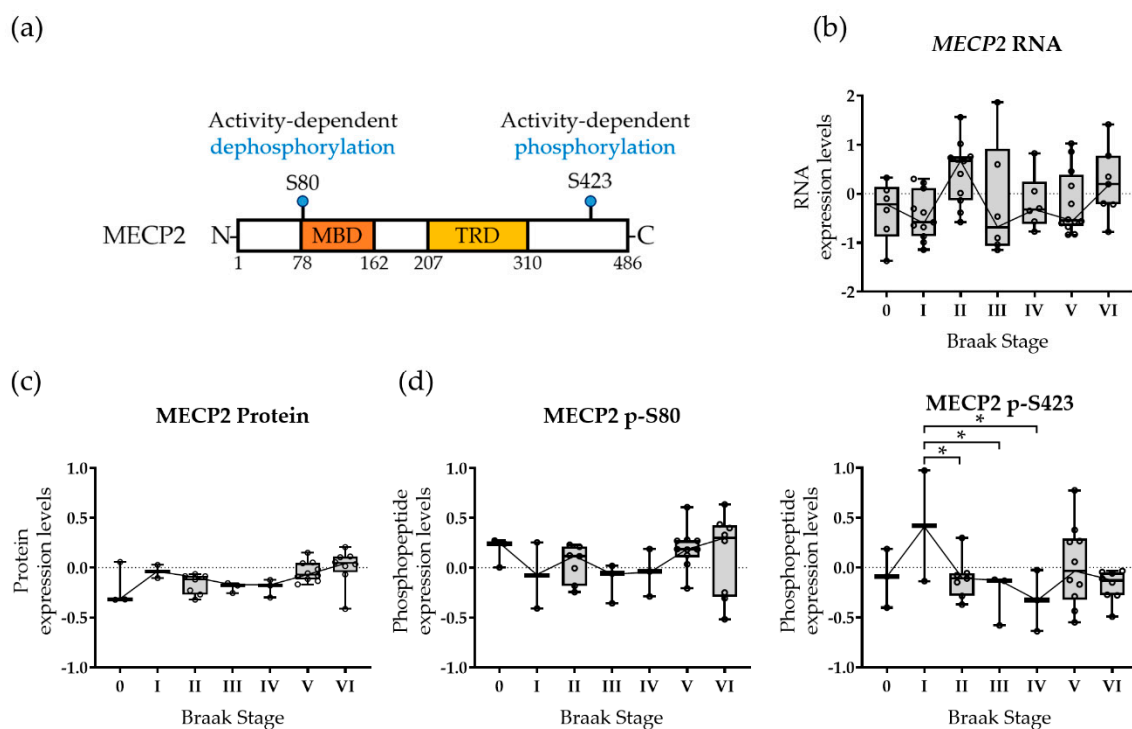 (a)
Activity-dependent
dephosphorylation
S80
Activity-dependent
phosphorylation
S423
MECP2 N- MBD TRD -C
1 78 162 207 310 486
(b)
MECP2 RNA
RNA
expression levels
2
1
0
-1
-2
0 I II III IV V VI
Braak Stage
(c)
MECP2 Protein
Protein
expression levels
1.0
0.5
0.0
-0.5
-1.0
0 I II III IV V VI
Braak Stage
(d)
MECP2 p-S80
Phosphopeptide
expression levels
1.0
0.5
0.0
-0.5
-1.0
0 I II III IV V VI
Braak Stage
MECP2 p-S423
*
*
*
Phosphopeptide
expression levels
1.0
0.5
0.0
-0.5
-1.0
0 I II III IV V VI
Braak Stage